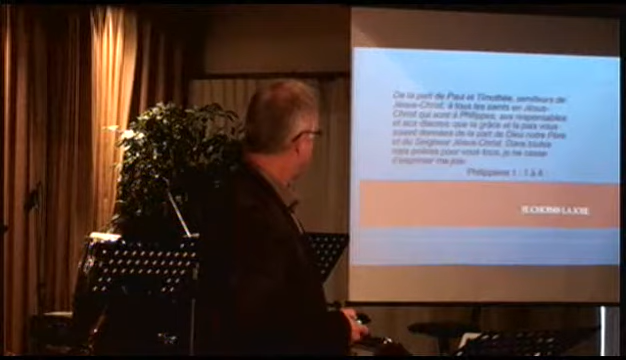 De la part de Paul et Timothée, serviteurs de
Jésus-Christ, à tous les saints en Jésus-
Christ qui sont à Philippes, aux responsables
et aux diacres: que la grâce et la paix vous
soient données de la part de Dieu notre Père
et du Seigneur Jésus-Christ. Dans toutes
mes prières pour vous tous, je ne cesse
d'exprimer ma joie.
Philippiens 1 : 1 à 4
LA JOIE